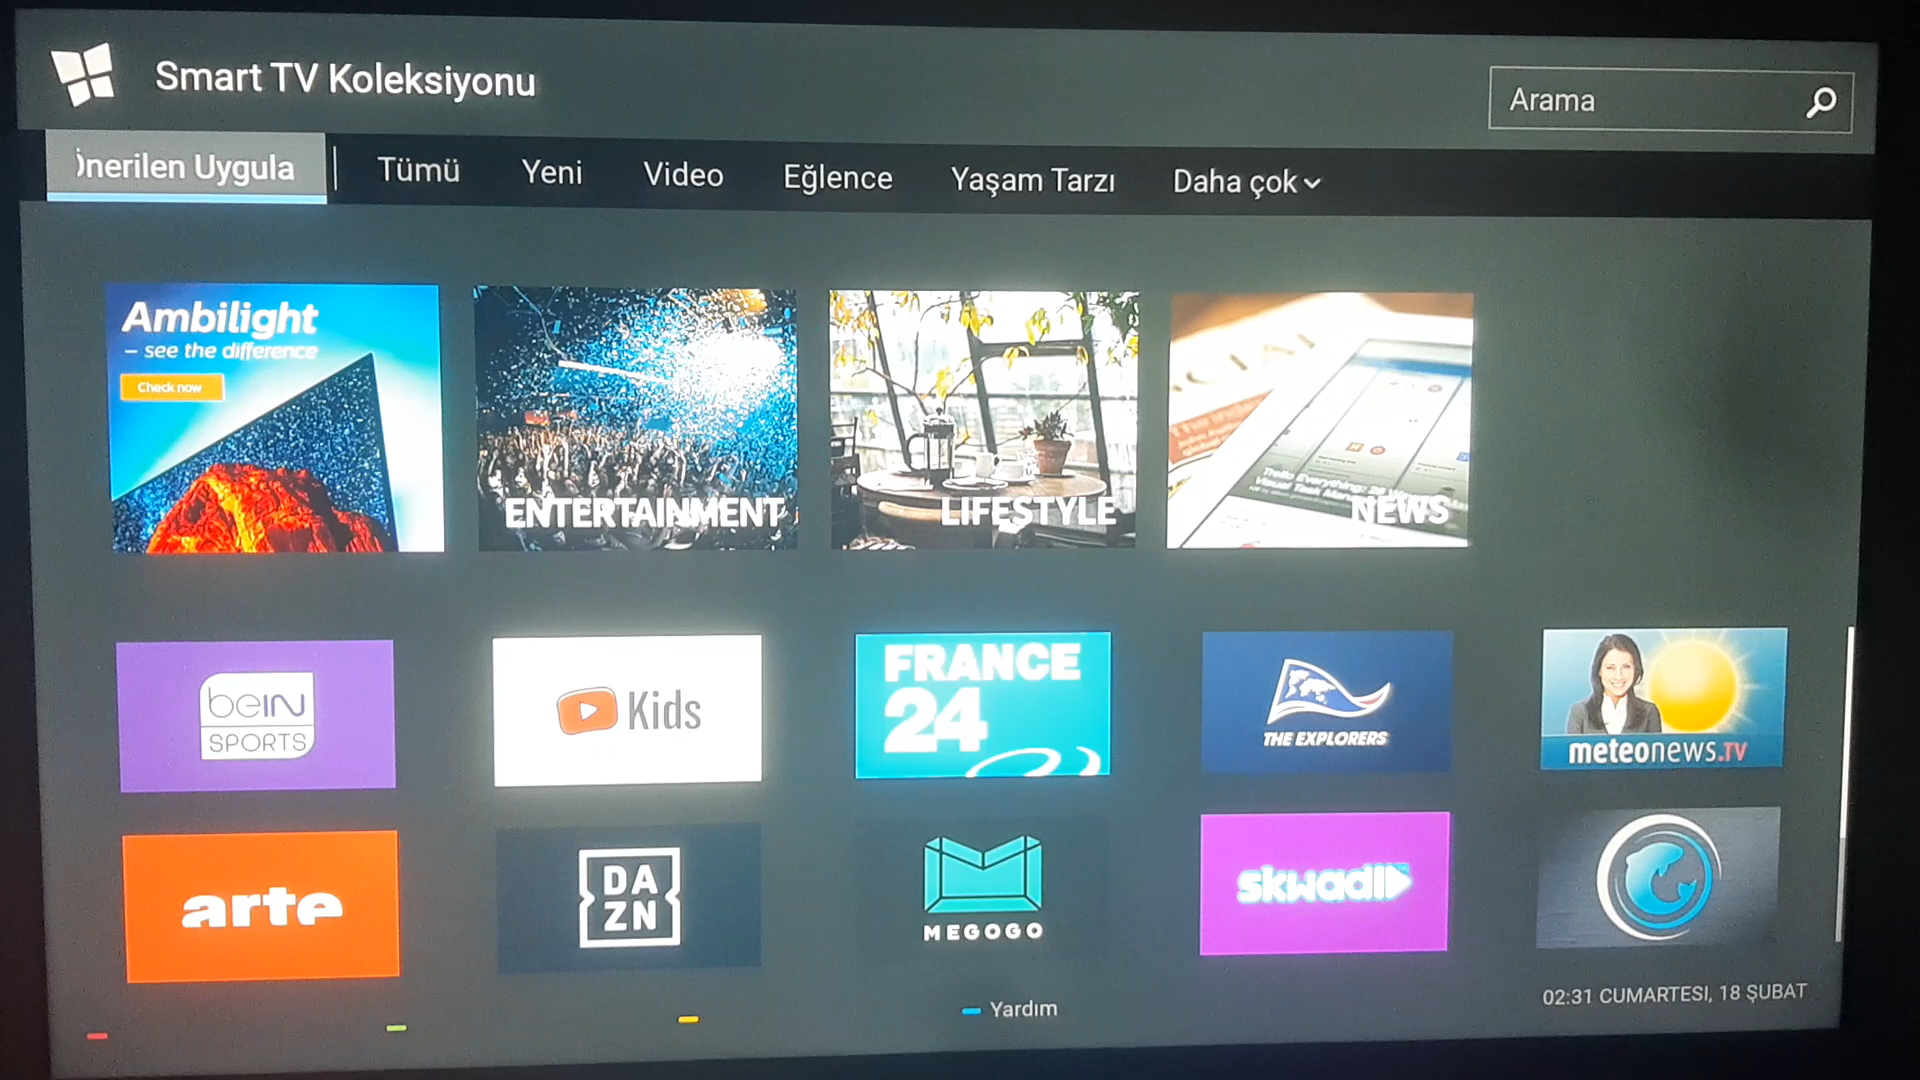 Smart TV Koleksiyonu
Arama
Önerilen Uygula
Tümü
Yeni
Video
Eğlence
Yaşam Tarzı
Daha çok
Ambilight
– see the difference
Check now
ENTERTAINMENT
LIFESTYLE
NEWS
beIN
SPORTS
Kids
FRANCE
24
THE EXPLORERS
meteonews.TV
arte
DA
ZN
MEGOGO
skwadl
Yardım
02:31 CUMARTESI, 18 ŞUBAT